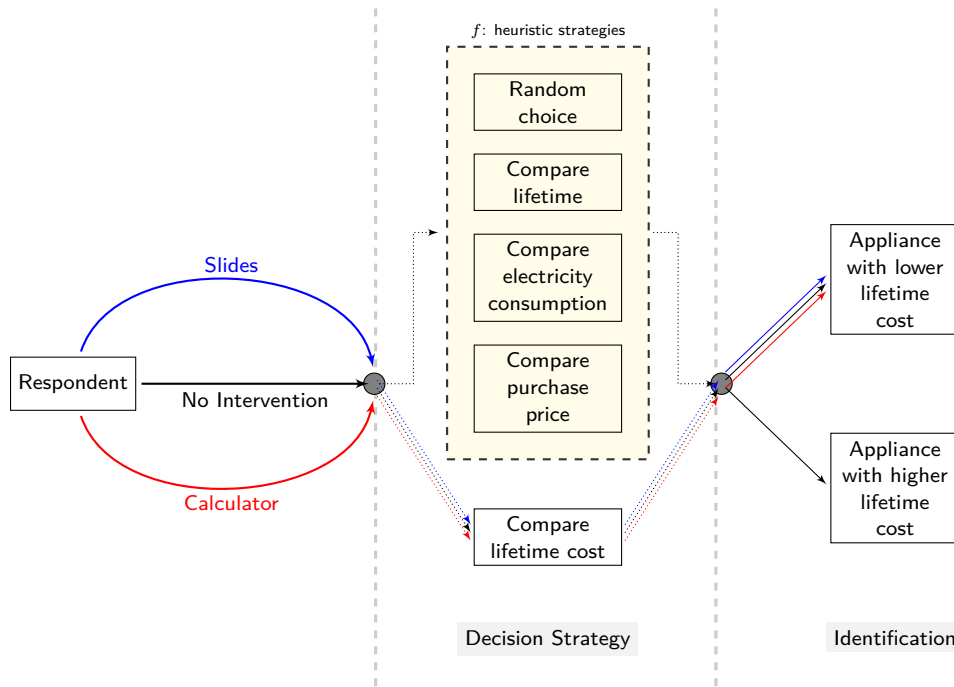 f: heuristic strategies
Random
choice
Compare
lifetime
Compare
electricity
consumption
Compare
purchase
price
Slides
Respondent
No Intervention
Calculator
Compare
lifetime cost
Appliance
with lower
lifetime
cost
Appliance
with higher
lifetime
cost
Decision Strategy
Identification